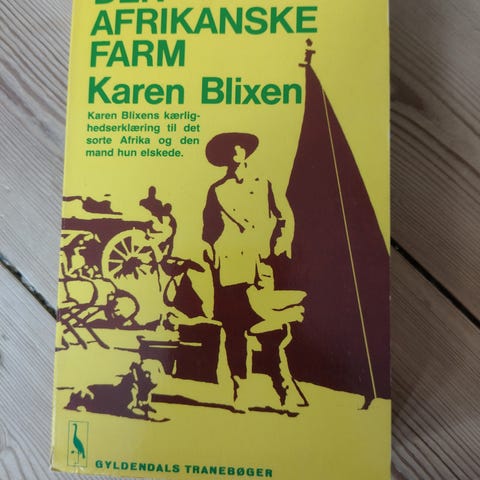 DEN
AFRIKANSKE
FARM
Karen Blixen
Karen Blixens kærlig-
hedserklæring til det
sorte Afrika og den
mand hun elskede.
GYLDENDALS TRANEBØGER